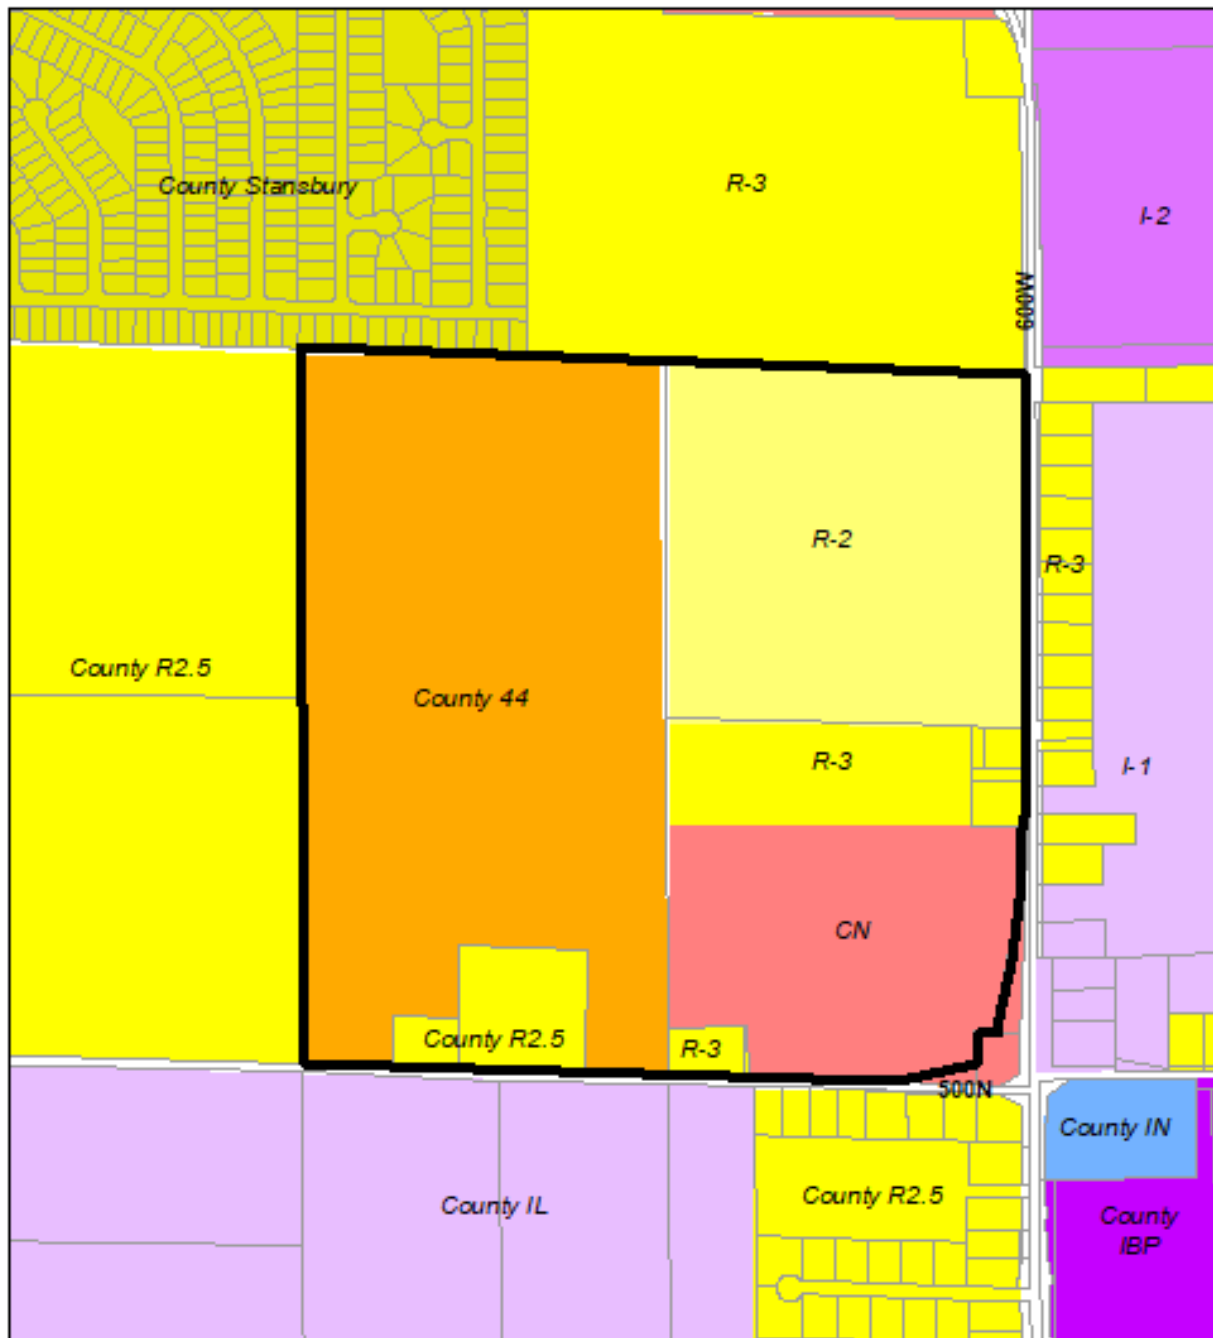 County Stansbury
R-3
I-2
600W
R-2
R-3
County R2.5
County 44
R-3
I-1
CN
County R2.5
R-3
500N
County IN
County IL
County R2.5
County
IBP